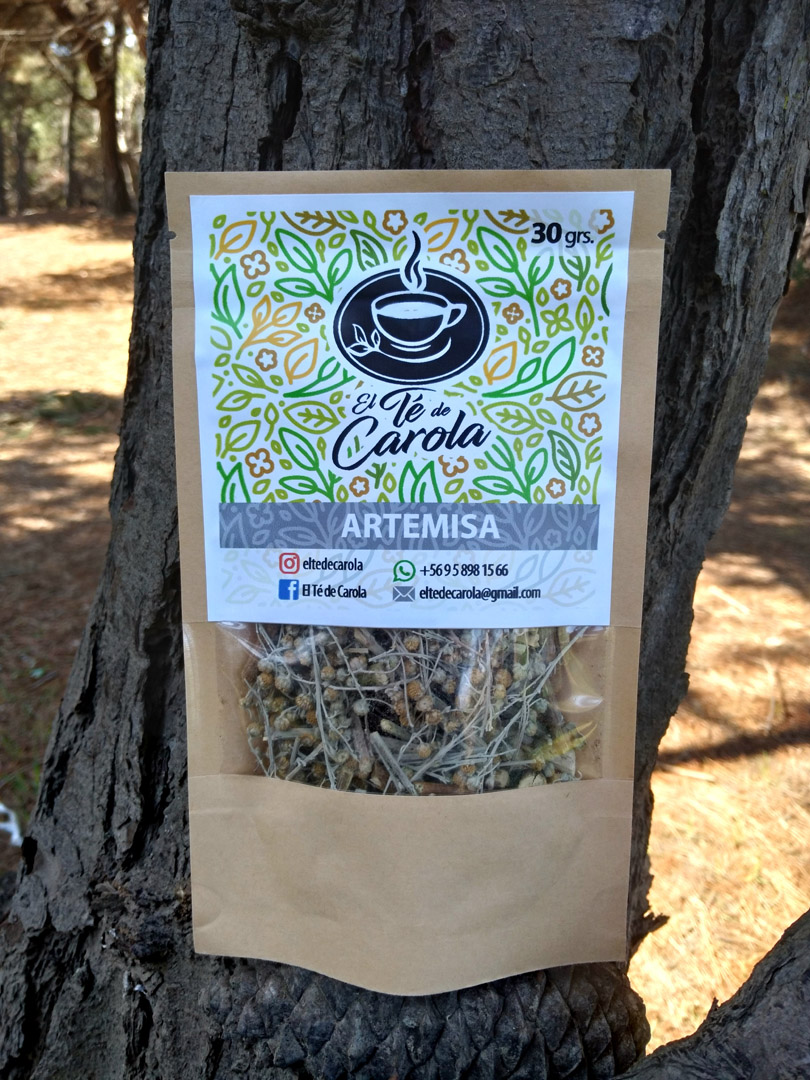 30 grs.
El Té de
Carola
ARTEMISA
eltedecarola
+56 9 5 898 15 66
El Té de Carola
eltedecarola@gmail.com